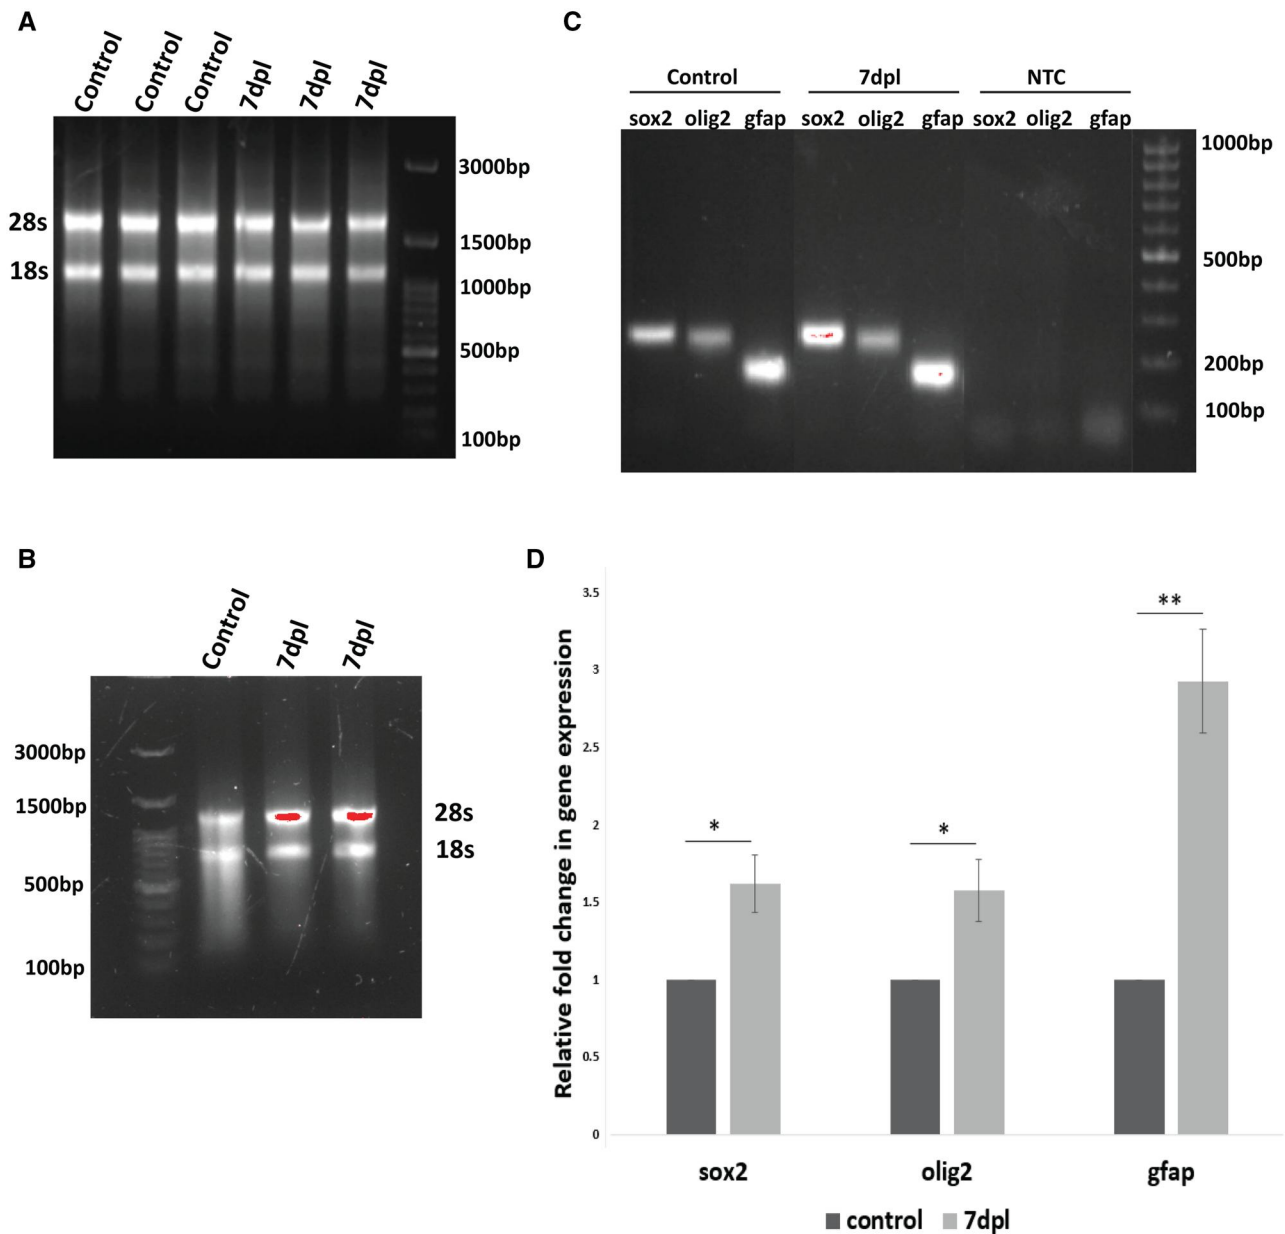 A
Control Control Control 7dpl 7dpl 7dpl
3000bp
28s
1500bp
18s
1000bp
500bp
100bp
C
Control 7dpl NTC
sox2 olig2 gfap sox2 olig2 gfap sox2 olig2 gfap
1000bp
500bp
200bp
100bp
B
Control 7dpl 7dpl
3000bp
1500bp 28s
18s
500bp
100bp
D
Relative fold change in gene expression
3.5
3
2.5
2
1.5
1
0.5
0
* * **
sox2 olig2 gfap
control 7dpl